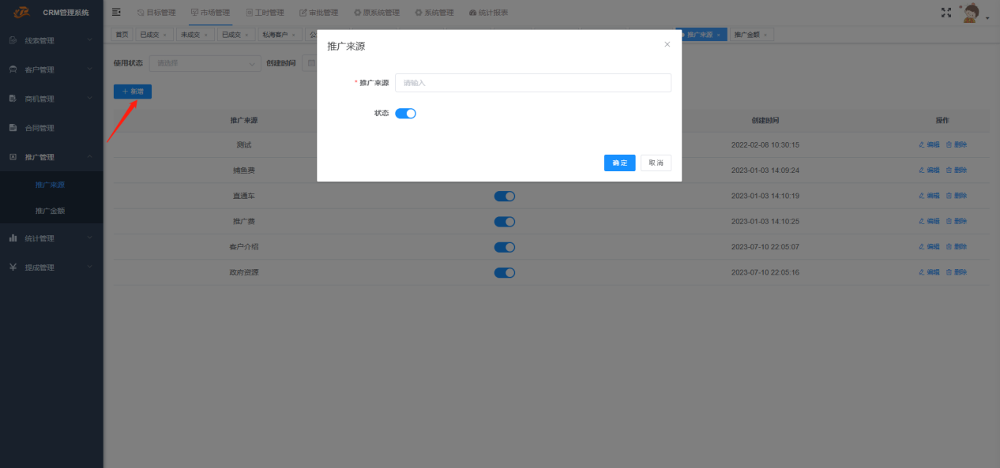 CRM管理系统
目标管理 市场管理 工时管理 审批管理 原系统管理 系统管理 统计报表
首页 已成交 × 未成交 × 已成交 × 私海客户 × 公
推广来源 × 推广金额 ×
线索管理
客户管理
商机管理
合同管理
推广管理
推广来源
推广金额
统计管理
提成管理
使用状态 请选择 创建时间
+ 新增
推广来源 创建时间 操作
测试 2022-02-08 10:30:15 编辑 删除
捕鱼费 2023-01-03 14:09:24 编辑 删除
直通车 2023-01-03 14:10:19 编辑 删除
推广费 2023-01-03 14:10:25 编辑 删除
客户介绍 2023-07-10 22:05:07 编辑 删除
政府资源 2023-07-10 22:05:16 编辑 删除
推广来源
* 推广来源 请输入
状态
确定 取消